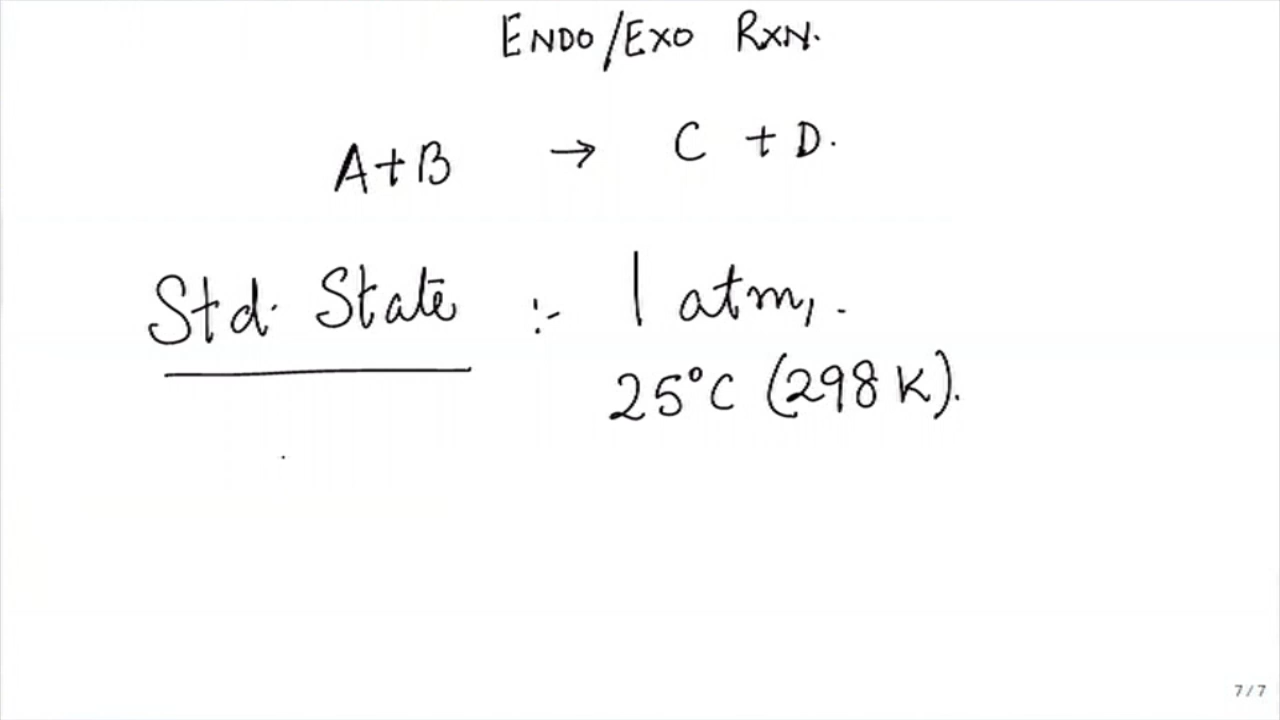 ENDO/EXO RXN.
A+B → C + D.
Std. State :- 1 atm,.
25°C (298 K).
7/7